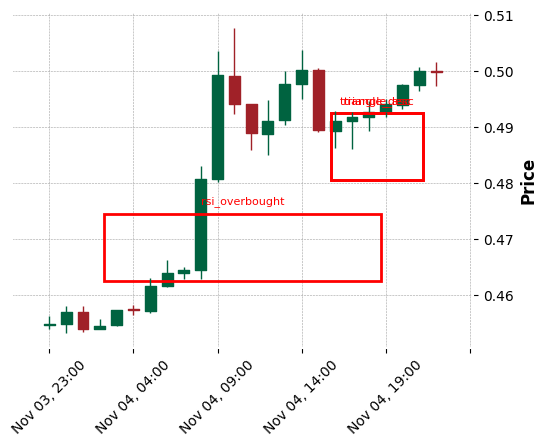 0.51
0.50
0.49
0.48
0.47
0.46
Price
rsi_overbought
Nov 03, 23:00
Nov 04, 04:00
Nov 04, 09:00
Nov 04, 14:00
Nov 04, 19:00